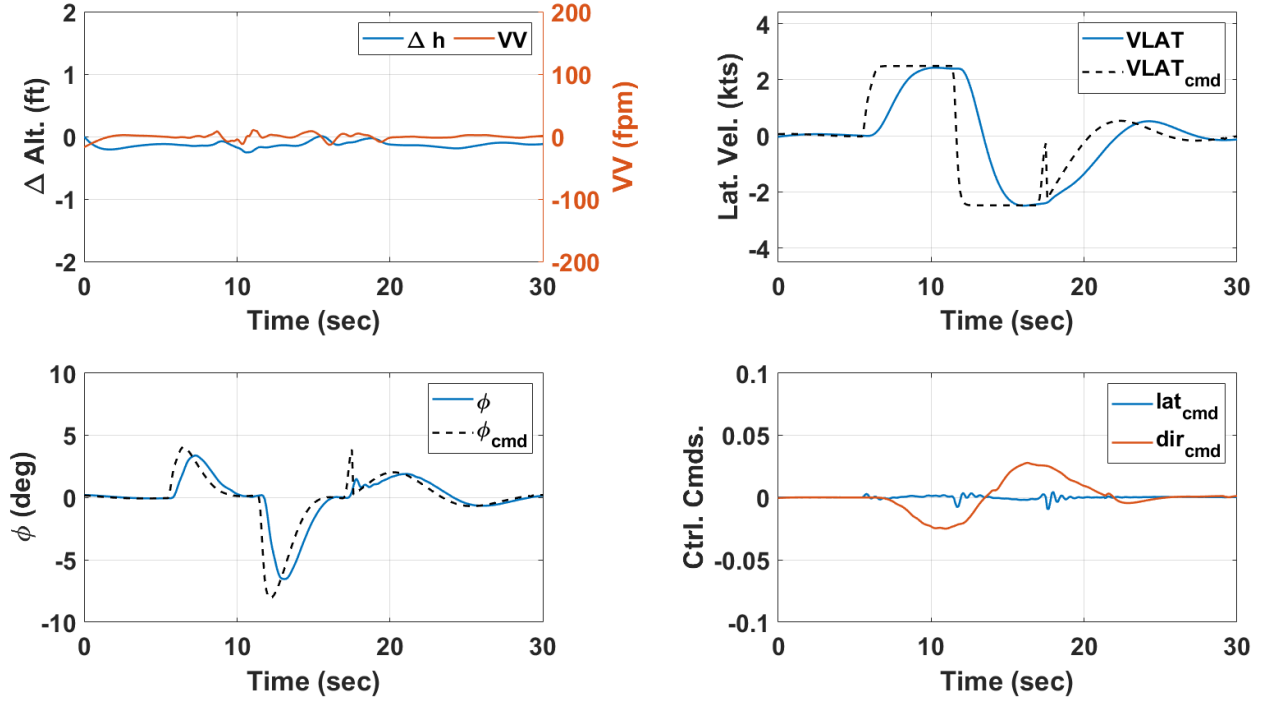 Δ Alt. (ft)
2
1
0
-1
-2
Δ h
VV
200
100
0
-100
-200
VV (fpm)
0
10
20
30
Time (sec)
Lat. Vel. (kts)
4
2
0
-2
-4
VLAT
VLATcmd
0
10
20
30
Time (sec)
ϕ (deg)
10
5
0
-5
-10
ϕ
ϕcmd
0
10
20
30
Time (sec)
Ctrl. Cmds.
0.1
0.05
0
-0.05
-0.1
latcmd
dircmd
0
10
20
30
Time (sec)